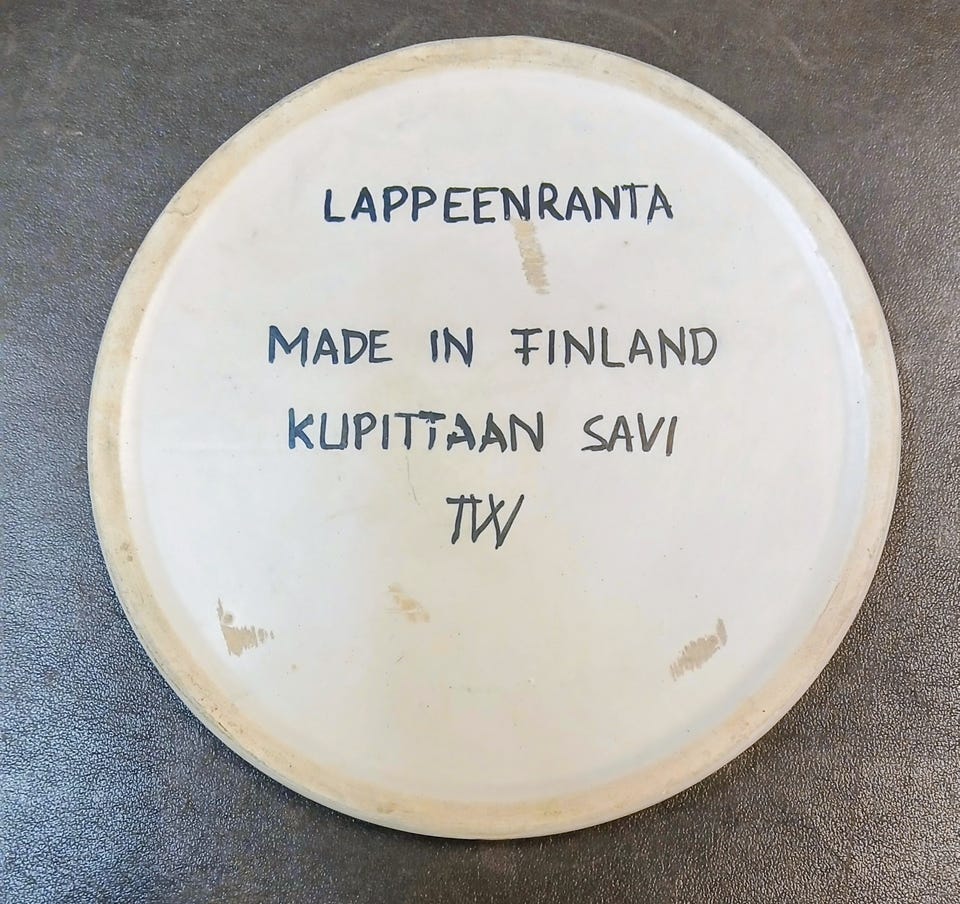 LAPPEENRANTA
MADE IN FINLAND
KUPITTAAN SAVI
TW